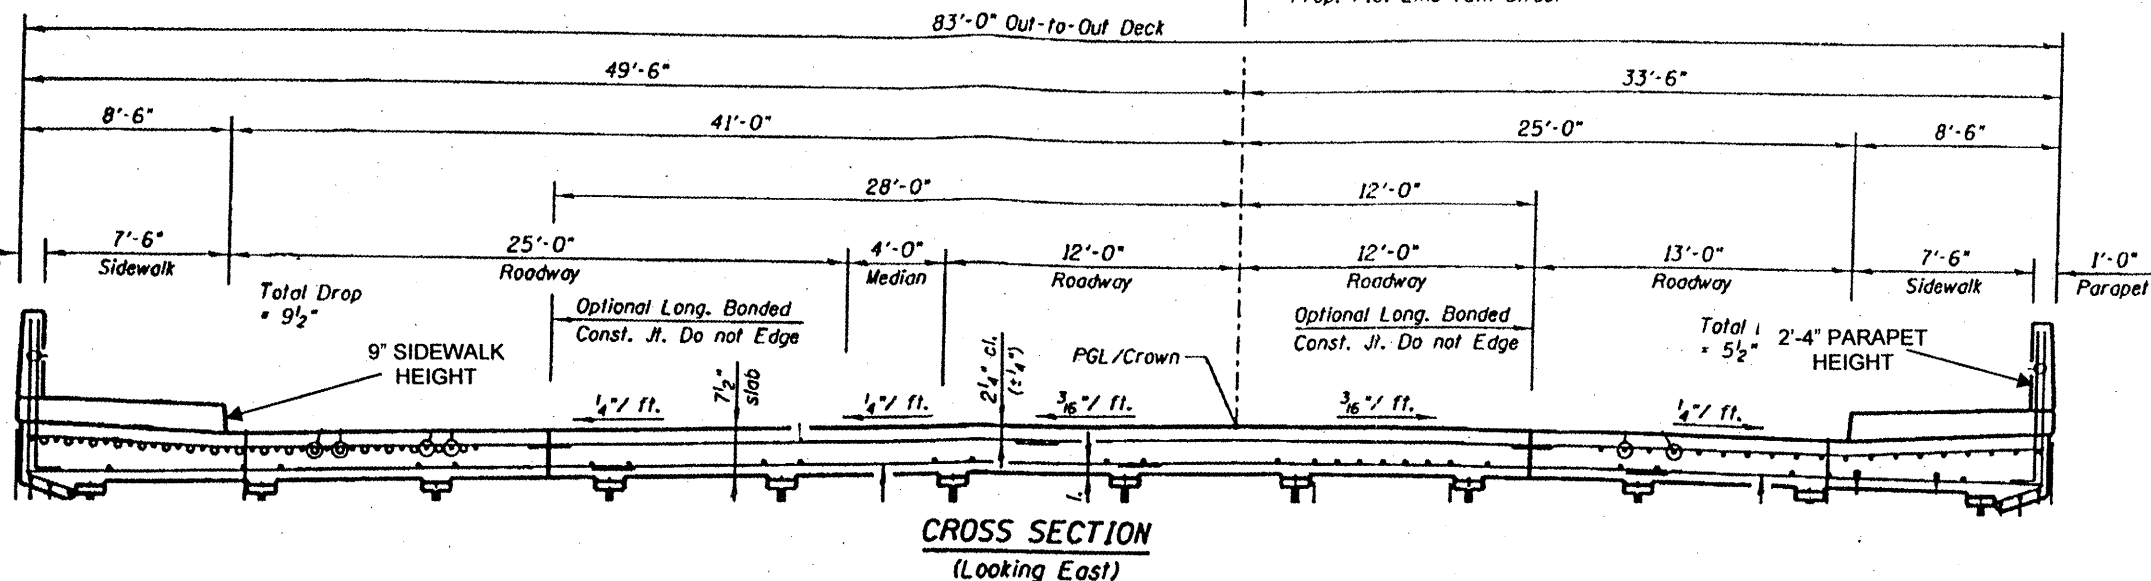 83'-0" Out-to-Out Deck
49'-6"
33'-6"
8'-6"
41'-0"
25'-0"
8'-6"
28'-0"
12'-0"
7'-6"
Sidewalk
25'-0"
Roadway
4'-0"
Median
12'-0"
Roadway
12'-0"
Roadway
13'-0"
Roadway
7'-6"
Sidewalk
1'-0"
Parapet
Total Drop
= 9½"
Optional Long. Bonded
Const. Jt. Do not Edge
Optional Long. Bonded
Const. Jt. Do not Edge
Total
= 5½"
9" SIDEWALK
HEIGHT
2'-4" PARAPET
HEIGHT
7½"
slab
2¼" cl.
(±¼")
PGL/Crown
¼"/ ft.
¼"/ ft.
3/16"/ ft.
3/16"/ ft.
¼"/ ft.
CROSS SECTION
(Looking East)